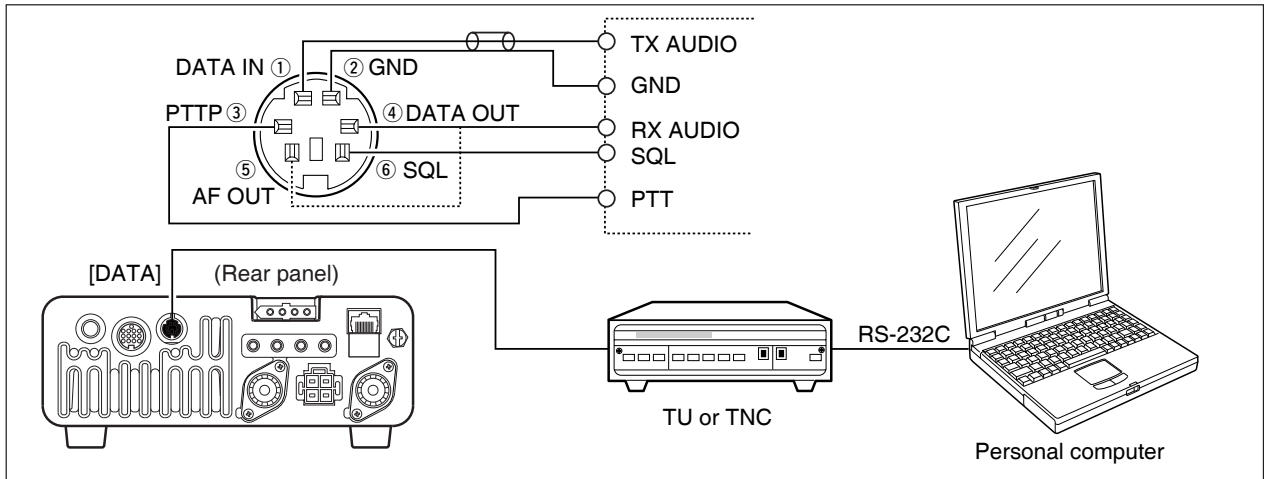 TX AUDIO
DATA IN ① ② GND
GND
PTTP ③ ④ DATA OUT
RX AUDIO
SQL
⑤ ⑥ SQL
AF OUT
PTT
[DATA] (Rear panel)
RS-232C
TU or TNC
Personal computer